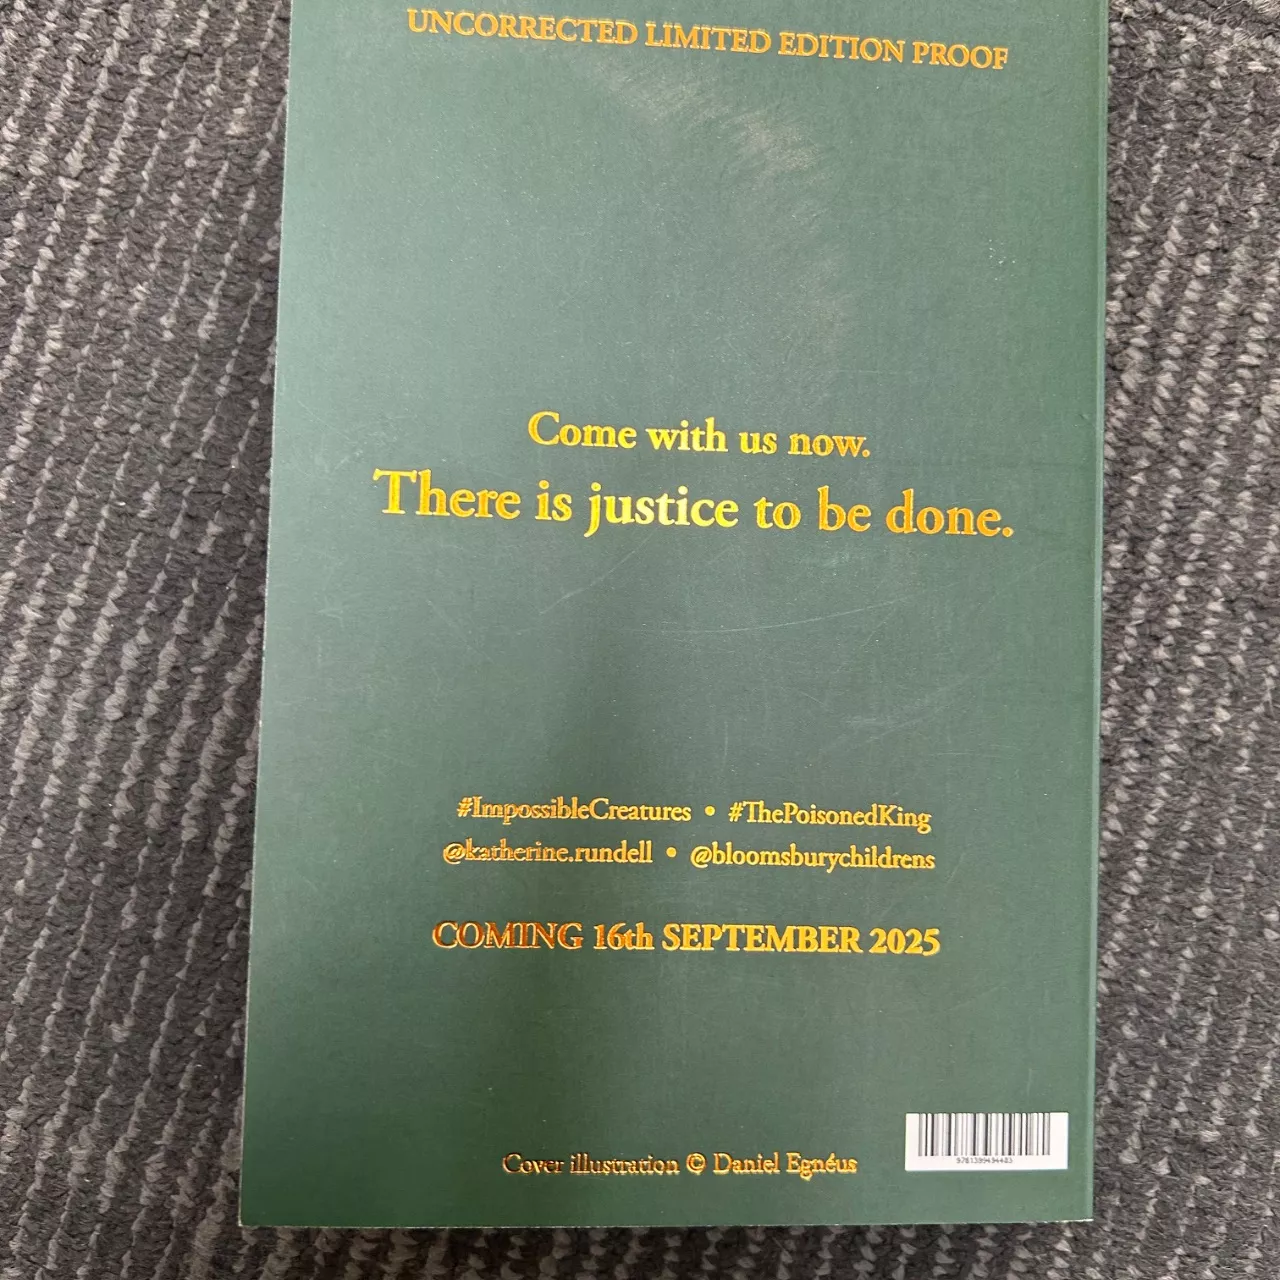 UNCORRECTED LIMITED EDITION PROOF
Come with us now.
There is justice to be done.
#ImpossibleCreatures • #ThePoisonedKing
@katherine.rundell • @bloomsburychildrens
COMING 16th SEPTEMBER 2025
Cover illustration © Daniel Egnéus